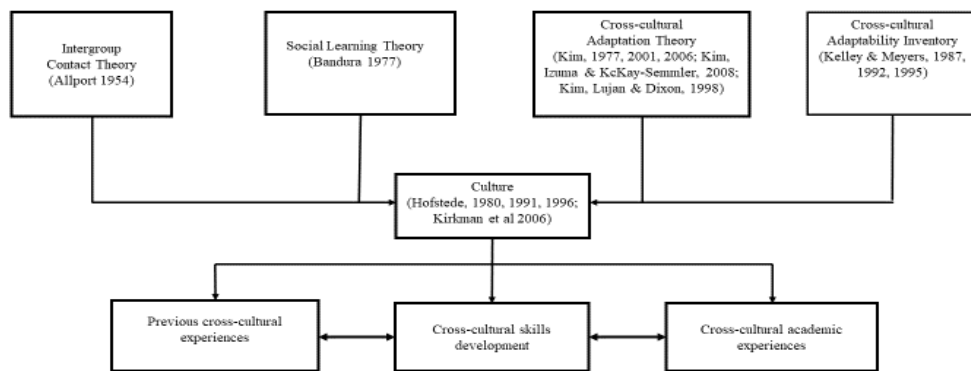 Intergroup
Contact Theory
(Allport 1954)
Social Learning Theory
(Bandura 1977)
Cross-cultural
Adaptation Theory
(Kim, 1977, 2001, 2006; Kim,
Izuma & KcKay-Semmler, 2008;
Kim, Lujan & Dixon, 1998)
Cross-cultural
Adaptability Inventory
(Kelley & Meyers, 1987,
1992, 1995)
Culture
(Hofstede, 1980, 1991, 1996;
Kirkman et al 2006)
Previous cross-cultural
experiences
Cross-cultural skills
development
Cross-cultural academic
experiences